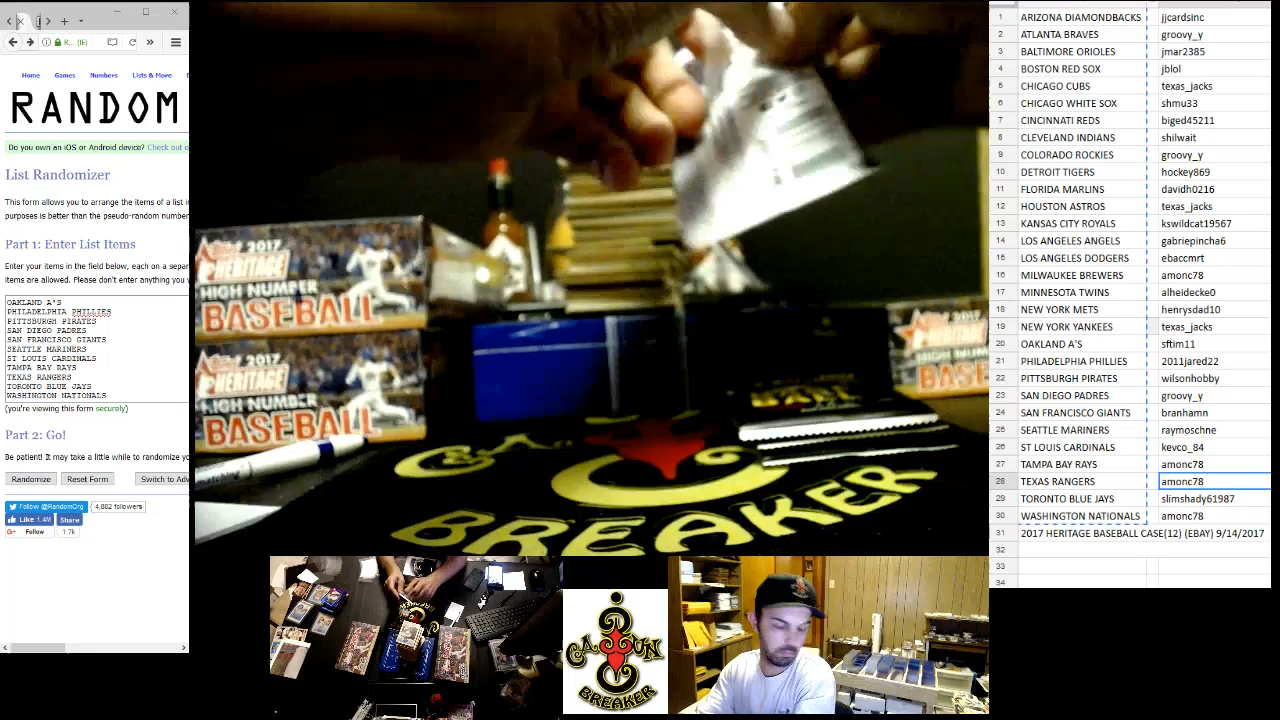 R... (IE)
Home Games Numbers Lists & More
RANDOM
Do you own an iOS or Android device? Check out o
List Randomizer
This form allows you to arrange the items of a list in
purposes is better than the pseudo-random number
Part 1: Enter List Items
Enter your items in the field below, each on a separ
items are allowed. Please don't enter anything you w
OAKLAND A'S
PHILADELPHIA PHILLIES
PITTSBURGH PIRATES
SAN DIEGO PADRES
SAN FRANCISCO GIANTS
SEATTLE MARINERS
ST LOUIS CARDINALS
TAMPA BAY RAYS
TEXAS RANGERS
TORONTO BLUE JAYS
WASHINGTON NATIONALS
(you're viewing this form securely)
Part 2: Go!
Be patient! It may take a little while to randomize yo
Randomize Reset Form Switch to Adv
Follow @RandomOrg 4,882 followers
Like 1.4M Share
Follow 1.7k
2017
HERITAGE
HIGH NUMBER
BASEBALL
2017
HERITAGE
HIGH NUMBER
BASEBALL
BREAKER
CAJUN
BREAKER
1 ARIZONA DIAMONDBACKS jjcardsinc
2 ATLANTA BRAVES groovy_y
3 BALTIMORE ORIOLES jmar2385
4 BOSTON RED SOX jblol
5 CHICAGO CUBS texas_jacks
6 CHICAGO WHITE SOX shmu33
7 CINCINNATI REDS biged45211
8 CLEVELAND INDIANS shilwait
9 COLORADO ROCKIES groovy_y
10 DETROIT TIGERS hockey869
11 FLORIDA MARLINS davidh0216
12 HOUSTON ASTROS texas_jacks
13 KANSAS CITY ROYALS kswildcat19567
14 LOS ANGELES ANGELS gabriepincha6
15 LOS ANGELES DODGERS ebaccmrt
16 MILWAUKEE BREWERS amonc78
17 MINNESOTA TWINS alheidecke0
18 NEW YORK METS henrysdad10
19 NEW YORK YANKEES texas_jacks
20 OAKLAND A'S sftim11
21 PHILADELPHIA PHILLIES 2011jared22
22 PITTSBURGH PIRATES wilsonhobby
23 SAN DIEGO PADRES groovy_y
24 SAN FRANCISCO GIANTS branhamn
25 SEATTLE MARINERS raymoschne
26 ST LOUIS CARDINALS kevco_84
27 TAMPA BAY RAYS amonc78
28 TEXAS RANGERS amonc78
29 TORONTO BLUE JAYS slimshady61987
30 WASHINGTON NATIONALS amonc78
31 2017 HERITAGE BASEBALL CASE(12) (EBAY) 9/14/2017
32
33
34